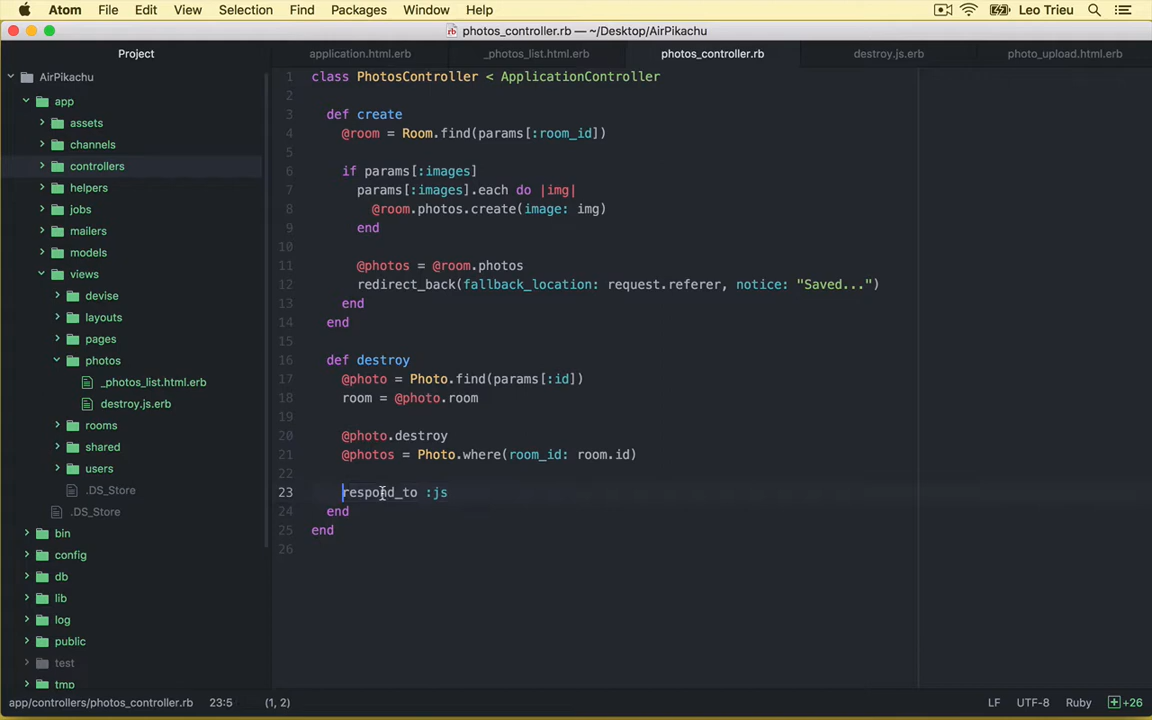 Atom File Edit View Selection Find Packages Window Help Leo Trieu
photos_controller.rb — ~/Desktop/AirPikachu
Project application.html.erb _photos_list.html.erb photos_controller.rb destroy.js.erb photo_upload.html.erb
AirPikachu
app
assets
channels
controllers
helpers
jobs
mailers
models
views
devise
layouts
pages
photos
_photos_list.html.erb
destroy.js.erb
rooms
shared
users
.DS_Store
.DS_Store
bin
config
db
lib
log
public
test
tmp
1 class PhotosController < ApplicationController
2
3 def create
4 @room = Room.find(params[:room_id])
5
6 if params[:images]
7 params[:images].each do |img|
8 @room.photos.create(image: img)
9 end
10
11 @photos = @room.photos
12 redirect_back(fallback_location: request.referer, notice: "Saved...")
13 end
14 end
15
16 def destroy
17 @photo = Photo.find(params[:id])
18 room = @photo.room
19
20 @photo.destroy
21 @photos = Photo.where(room_id: room.id)
22
23 respond_to :js
24 end
25 end
26
app/controllers/photos_controller.rb 23:5 (1, 2) LF UTF-8 Ruby +26